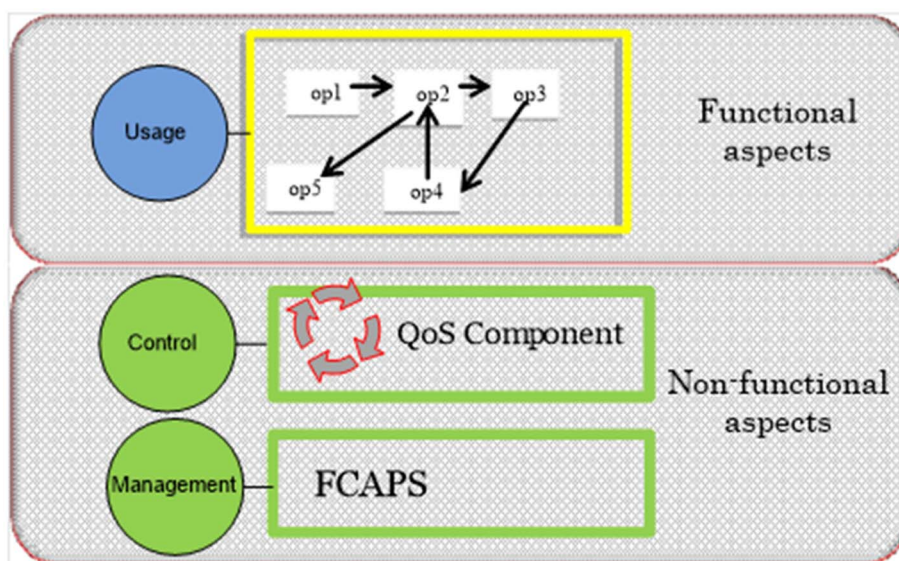 op1 op2 op3
Usage
Functional
aspects
op5 op4
Control
QoS Component
Non-functional
aspects
Management
FCAPS